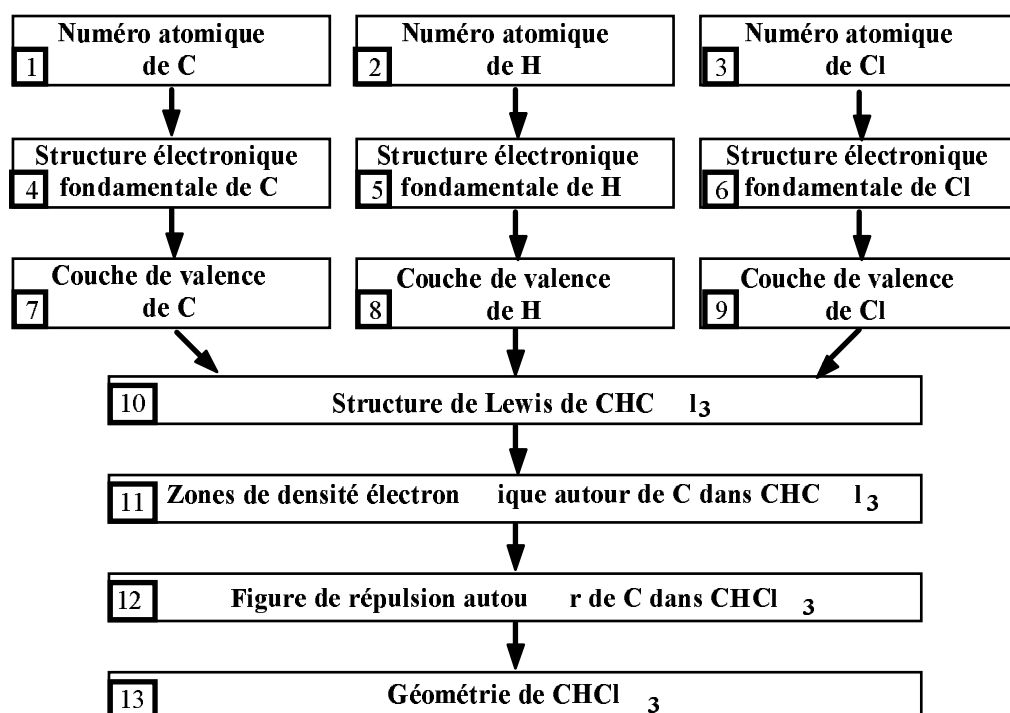 Numéro atomique
de C
1
Numéro atomique
de H
2
Numéro atomique
de Cl
3
Structure électronique
fondamentale de C
4
Structure électronique
fondamentale de H
5
Structure électronique
fondamentale de Cl
6
Couche de valence
de C
7
Couche de valence
de H
8
Couche de valence
de Cl
9
10 Structure de Lewis de CHC l3
11 Zones de densité électron ique autour de C dans CHC l3
12 Figure de répulsion autou r de C dans CHCl 3
13 Géométrie de CHCl 3